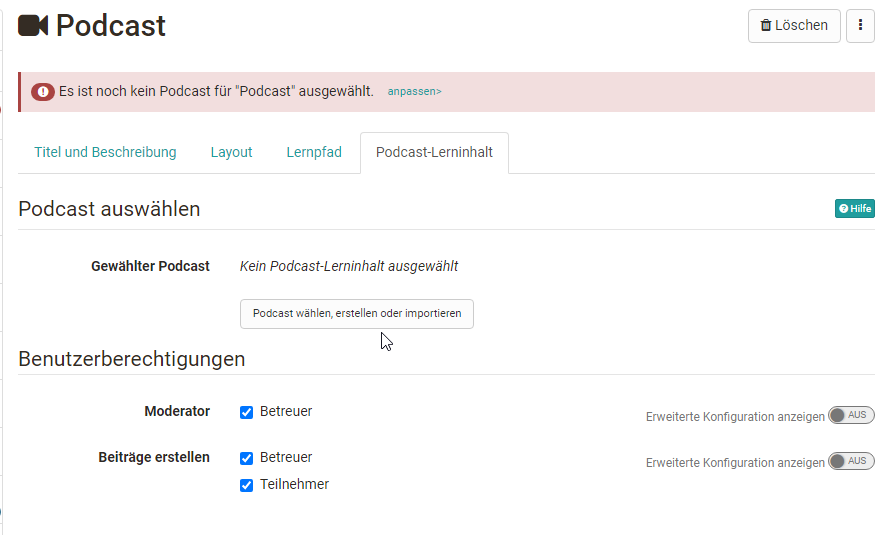 Podcast
Löschen
Es ist noch kein Podcast für "Podcast" ausgewählt. anpassen>
Titel und Beschreibung Layout Lernpfad Podcast-Lerninhalt
Podcast auswählen
Hilfe
Gewählter Podcast Kein Podcast-Lerninhalt ausgewählt
Podcast wählen, erstellen oder importieren
Benutzerberechtigungen
Moderator Betreuer Erweiterte Konfiguration anzeigen AUS
Beiträge erstellen Betreuer Erweiterte Konfiguration anzeigen AUS
Teilnehmer